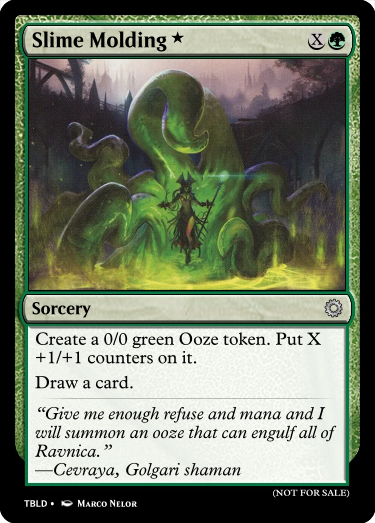 Slime Molding ★ X
Sorcery
Create a 0/0 green Ooze token. Put X
+1/+1 counters on it.
Draw a card.
“Give me enough refuse and mana and I
will summon an ooze that can engulf all of
Ravnica.”
—Cevraya, Golgari shaman
(NOT FOR SALE)
TBLD • Marco Nelor